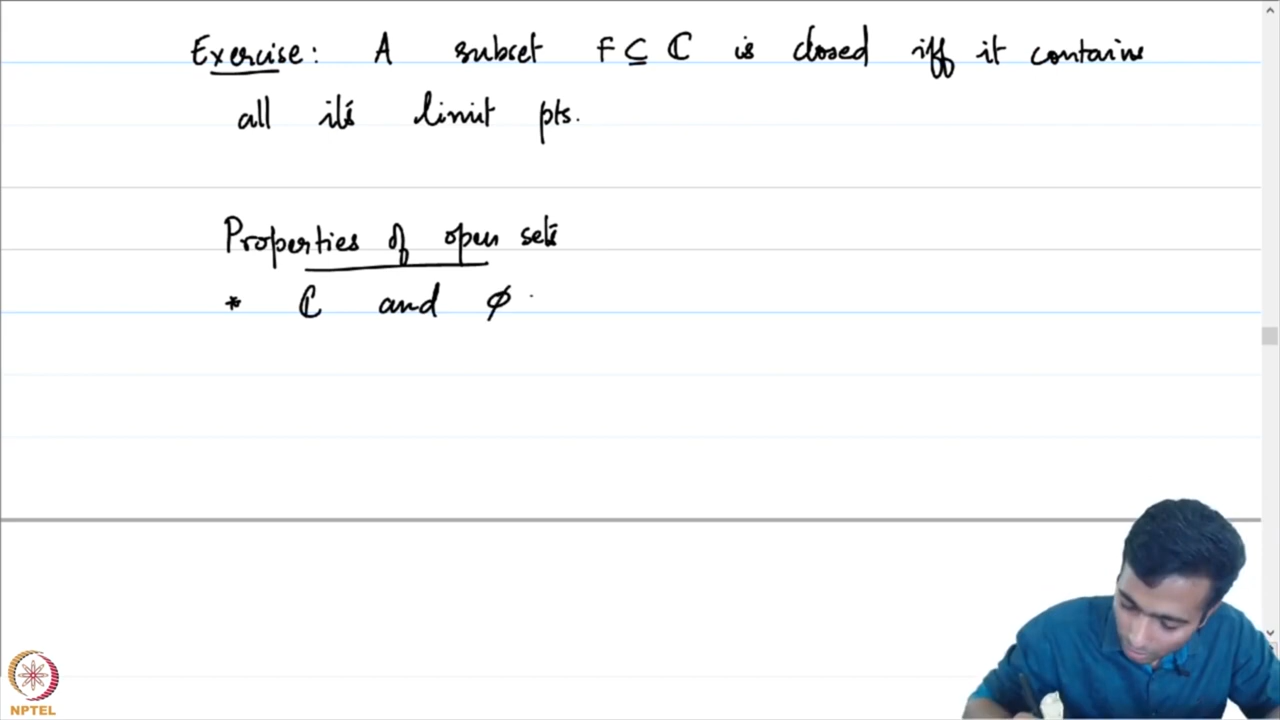 Exercise: A subset F ⊆ ℂ is closed iff it contains
all its limit pts.
Properties of open sets
* ℂ and ϕ
NPTEL